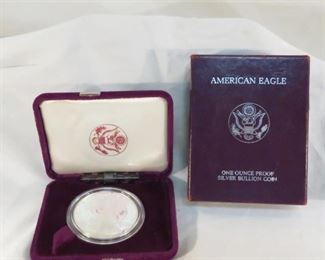 AMERICAN EAGLE
ONE OUNCE PROOF
SILVER BULLION COIN